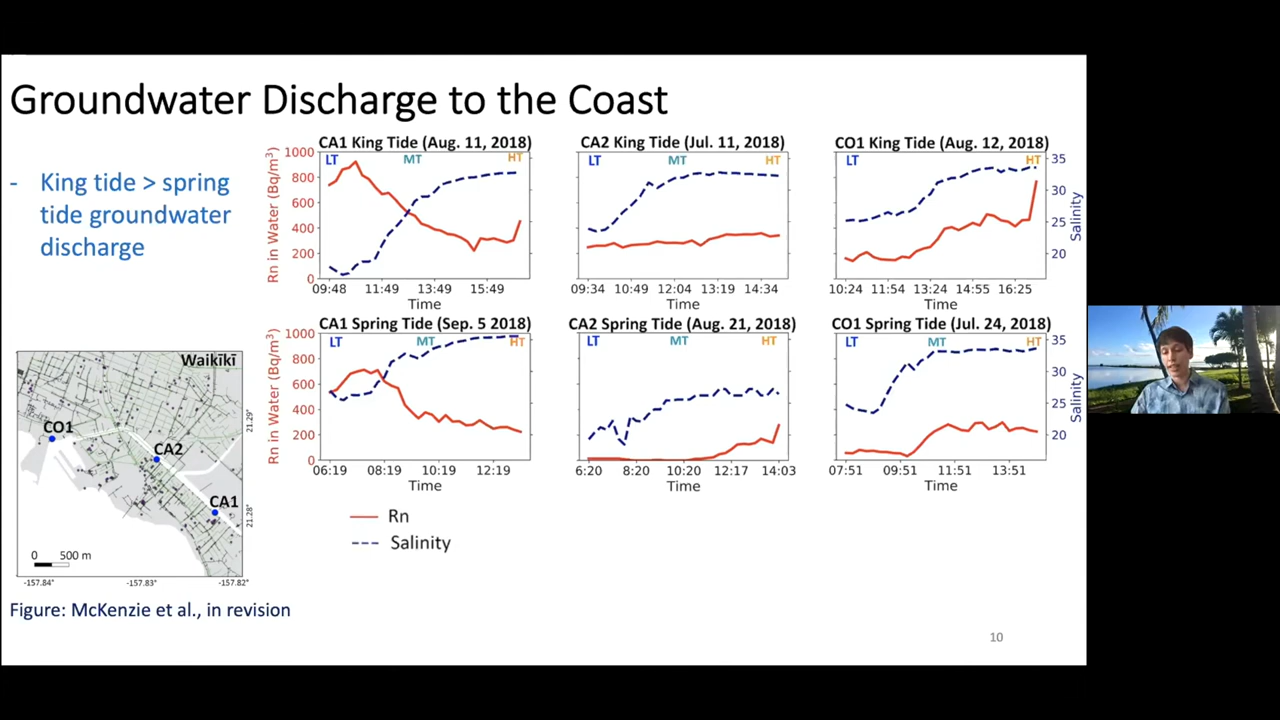 Groundwater Discharge to the Coast
- King tide > spring
tide groundwater
discharge
CA1 King Tide (Aug. 11, 2018)
LT MT HT
Rn in Water (Bq/m³)
1000
800
600
400
200
0
09:48 11:49 13:49 15:49
Time
CA2 King Tide (Jul. 11, 2018)
LT MT HT
09:34 10:49 12:04 13:19 14:34
Time
CO1 King Tide (Aug. 12, 2018)
LT HT
35
30
25
20
Salinity
10:24 11:54 13:24 14:55 16:25
Time
CA1 Spring Tide (Sep. 5 2018)
LT MT HT
Rn in Water (Bq/m³)
1000
800
600
400
200
0
06:19 08:19 10:19 12:19
Time
CA2 Spring Tide (Aug. 21, 2018)
LT MT HT
6:20 8:20 10:20 12:17 14:03
Time
CO1 Spring Tide (Jul. 24, 2018)
LT MT HT
35
30
25
20
Salinity
07:51 09:51 11:51 13:51
Time
Rn
Salinity
Waikīkī
CO1
CA2
CA1
0 500 m
21.29°
21.28°
-157.84° -157.83° -157.82°
Figure: McKenzie et al., in revision
10